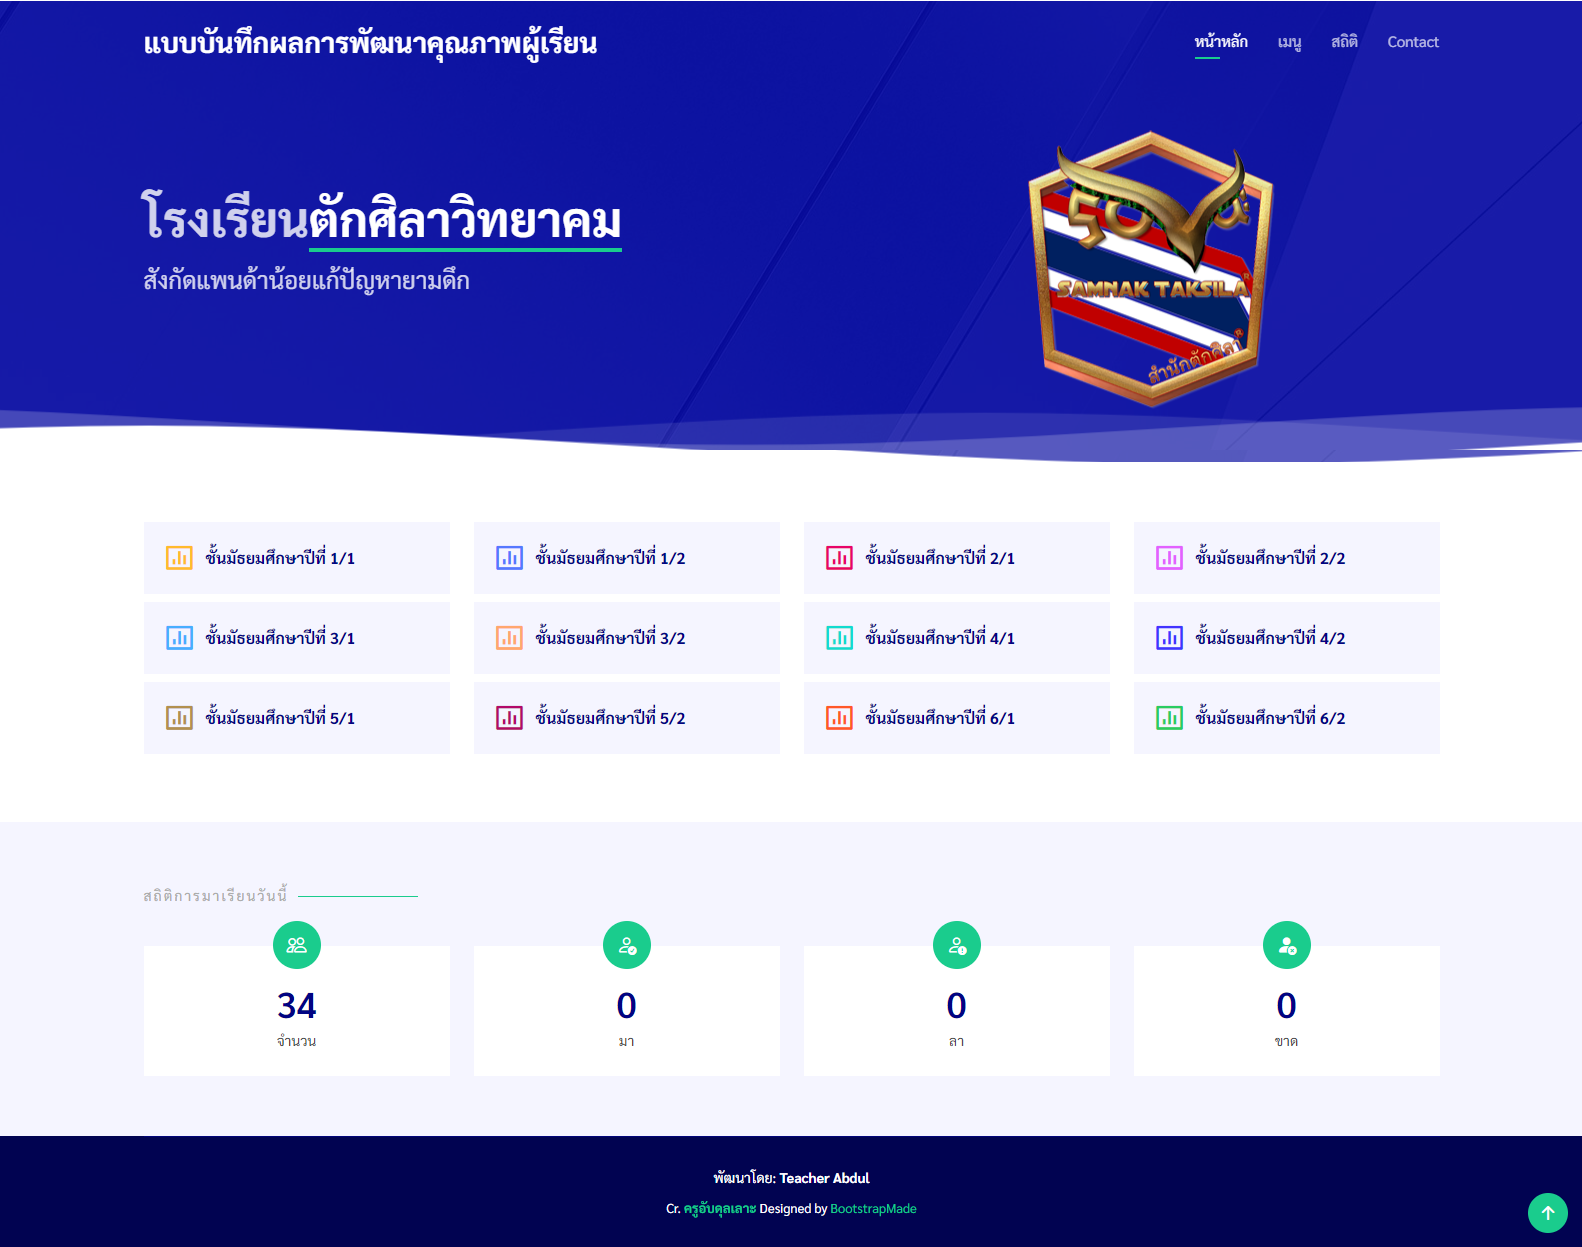 แบบบันทึกผลการพัฒนาคุณภาพผู้เรียน
หน้าหลัก
เมนู
สถิติ
Contact
โรงเรียนตักศิลาวิทยาคม
สังกัดแพนด้าน้อยแก้ปัญหายามดึก
SAMNAK TAKSILA
สำนักตักศิลา
ชั้นมัธยมศึกษาปีที่ 1/1
ชั้นมัธยมศึกษาปีที่ 1/2
ชั้นมัธยมศึกษาปีที่ 2/1
ชั้นมัธยมศึกษาปีที่ 2/2
ชั้นมัธยมศึกษาปีที่ 3/1
ชั้นมัธยมศึกษาปีที่ 3/2
ชั้นมัธยมศึกษาปีที่ 4/1
ชั้นมัธยมศึกษาปีที่ 4/2
ชั้นมัธยมศึกษาปีที่ 5/1
ชั้นมัธยมศึกษาปีที่ 5/2
ชั้นมัธยมศึกษาปีที่ 6/1
ชั้นมัธยมศึกษาปีที่ 6/2
สถิติการมาเรียนวันนี้
34
จำนวน
0
มา
0
ลา
0
ขาด
พัฒนาโดย: Teacher Abdul
Cr. ครูอับดุลเลาะ Designed by BootstrapMade